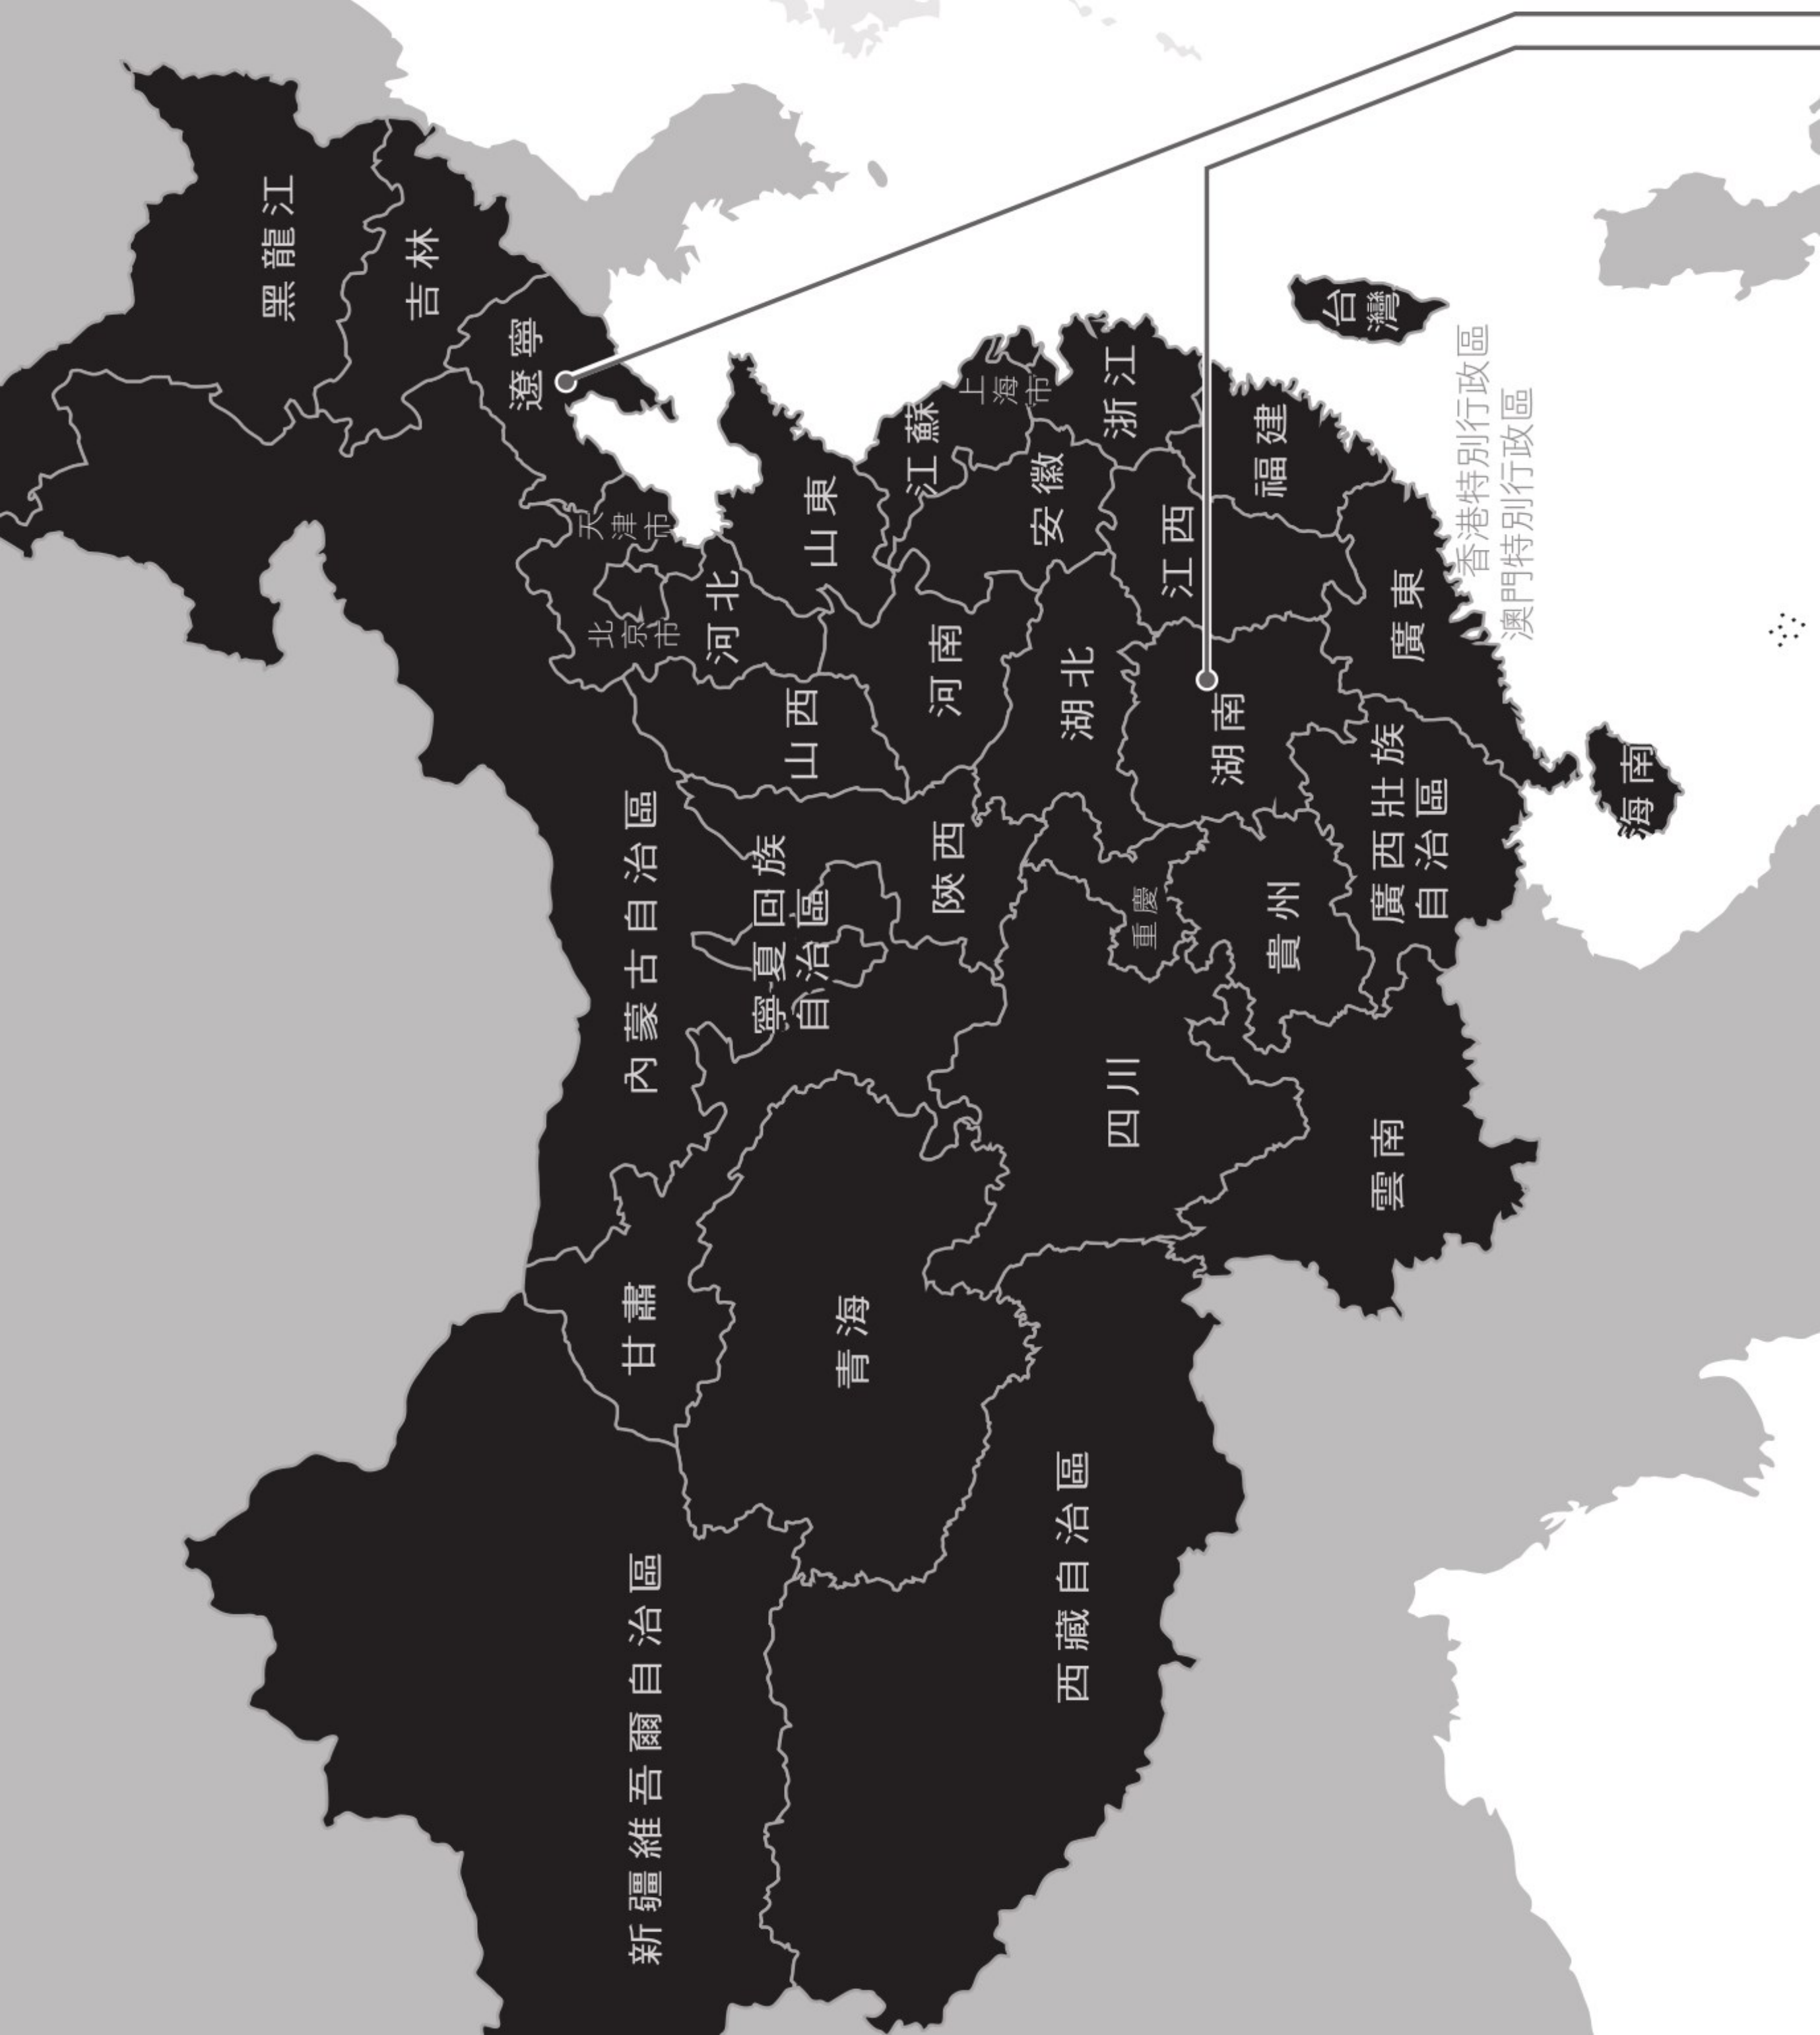 黑龍江
吉林
遼寧
內蒙古自治區
北京市
天津市
河北
山東
山西
江蘇
上海市
安徽
浙江
河南
湖北
湖南
江西
福建
台灣
陝西
寧夏回族
自治區
重慶
貴州
四川
甘肅
青海
新疆維吾爾自治區
西藏自治區
雲南
廣西壯族
自治區
廣東
香港特別行政區
澳門特別行政區
海南